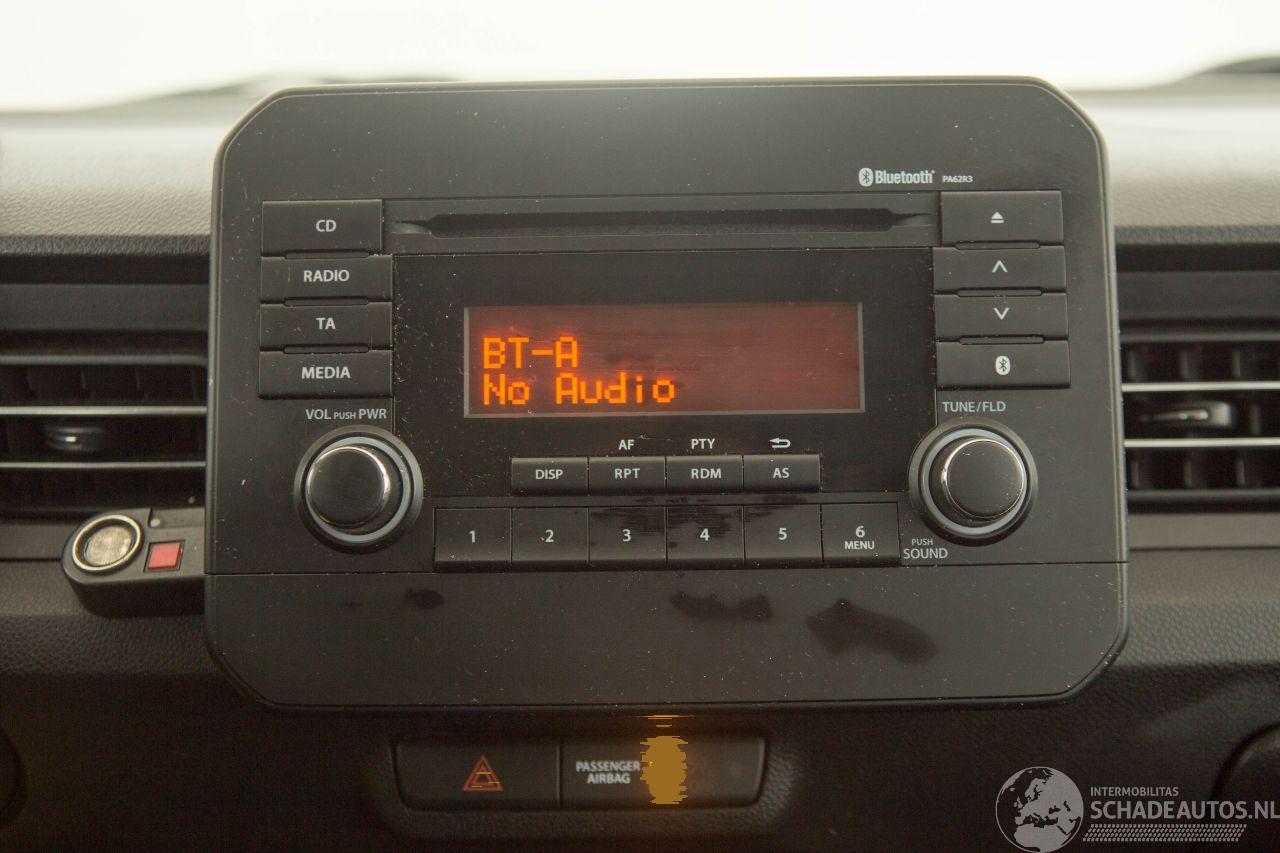 Bluetooth PA62R3
CD
RADIO
TA
MEDIA
BT-A
No Audio
VOL PUSH PWR
TUNE/FLD
AF PTY
DISP RPT RDM AS
1 2 3 4 5 6
MENU
PUSH
SOUND
PASSENGER
AIRBAG
INTERMOBILITAS
SCHADEAUTOS.NL